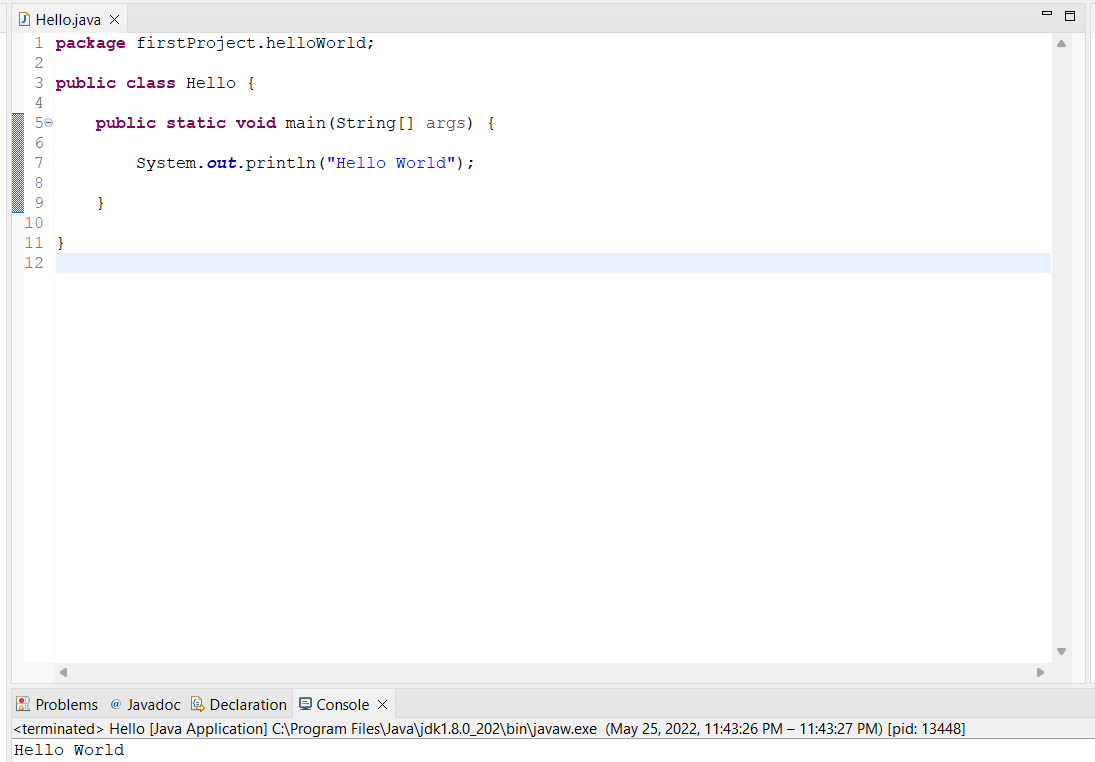 Hello.java
1 package firstProject.helloWorld;
2
3 public class Hello {
4
5 public static void main(String[] args) {
6
7 System.out.println("Hello World");
8
9 }
10
11 }
12
Problems @ Javadoc Declaration Console
<terminated> Hello [Java Application] C:\Program Files\Java\jdk1.8.0_202\bin\javaw.exe (May 25, 2022, 11:43:26 PM – 11:43:27 PM) [pid: 13448]
Hello World